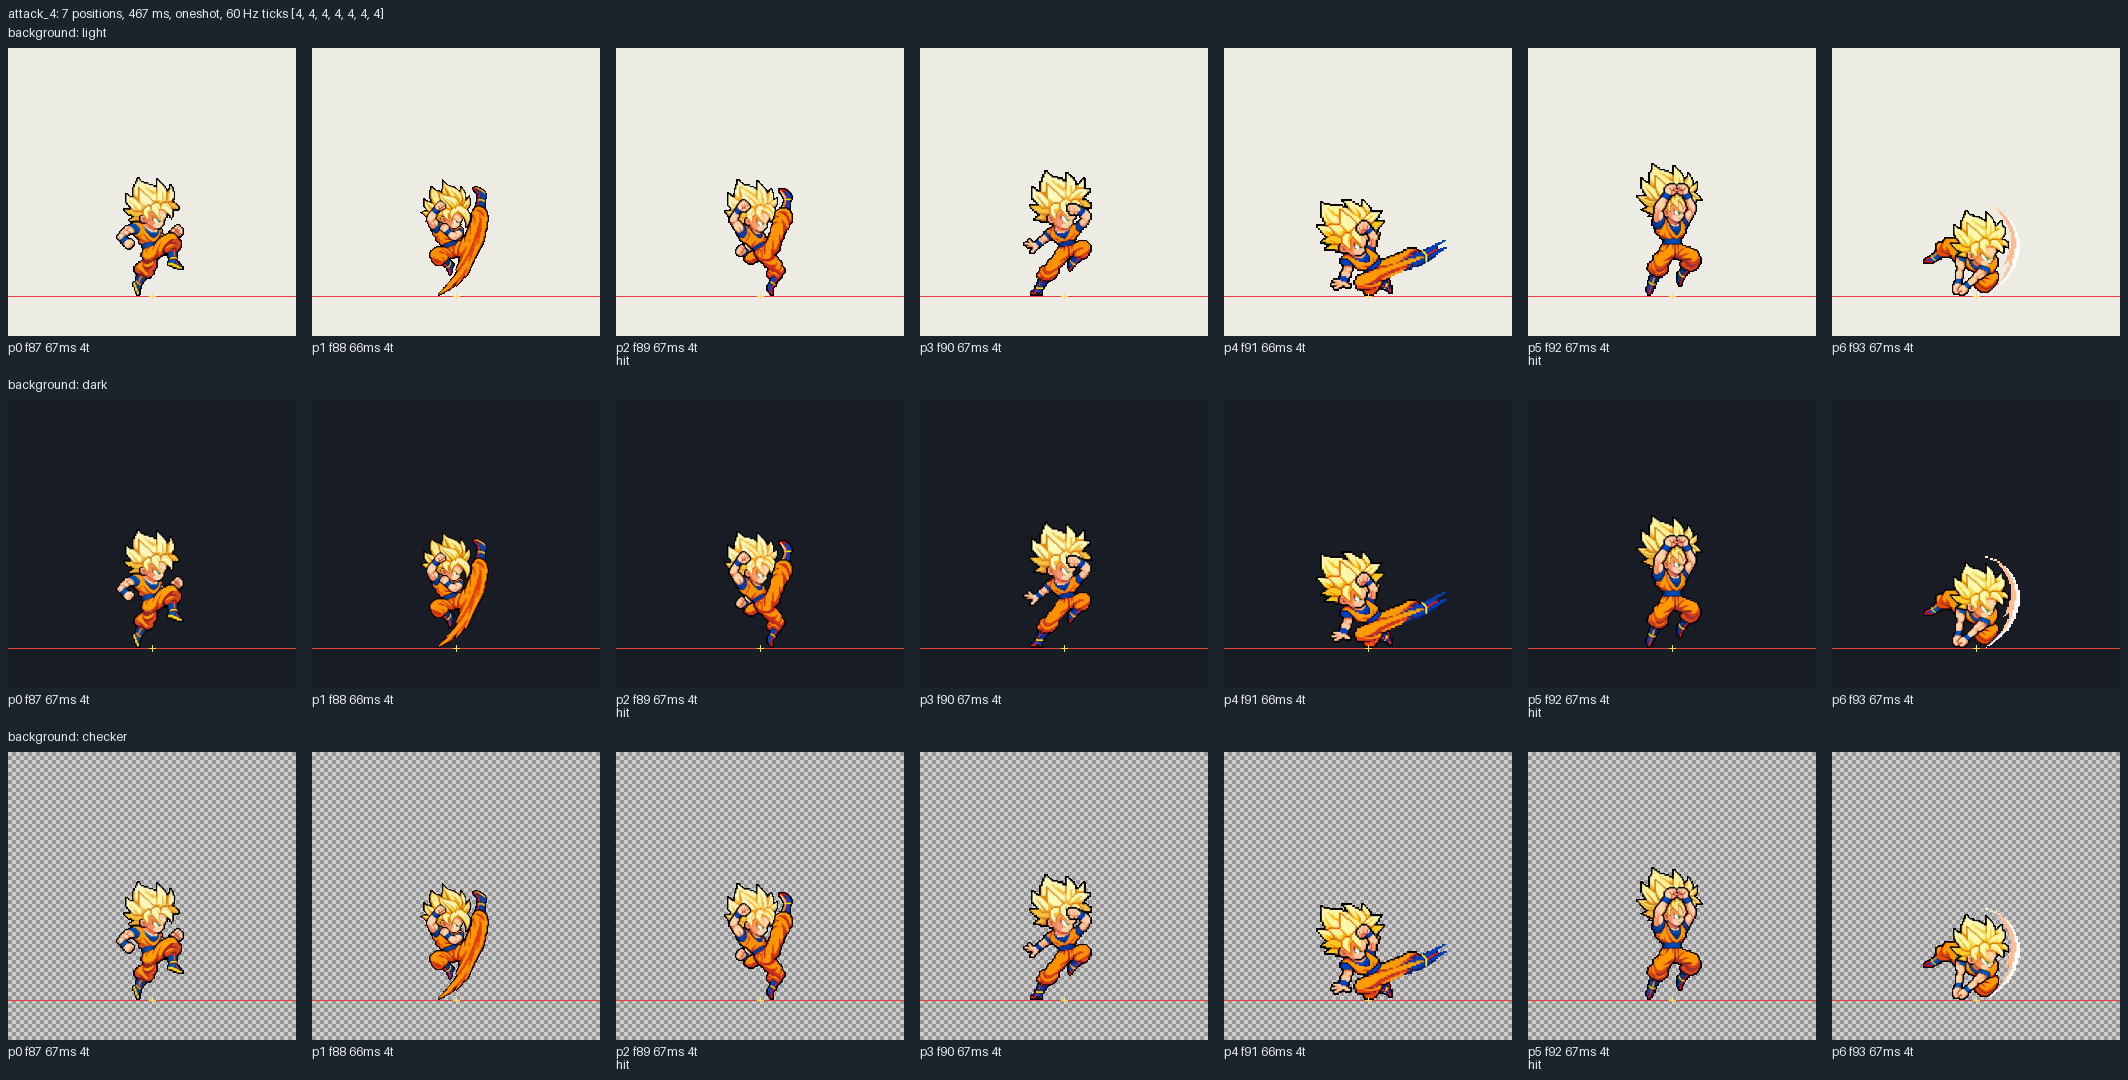 attack_4: 7 positions, 467 ms, oneshot, 60 Hz ticks [4, 4, 4, 4, 4, 4, 4]
background: light
p0 f87 67ms 4t
p1 f88 66ms 4t
p2 f89 67ms 4t
hit
p3 f90 67ms 4t
p4 f91 66ms 4t
p5 f92 67ms 4t
hit
p6 f93 67ms 4t
background: dark
p0 f87 67ms 4t
p1 f88 66ms 4t
p2 f89 67ms 4t
hit
p3 f90 67ms 4t
p4 f91 66ms 4t
p5 f92 67ms 4t
hit
p6 f93 67ms 4t
background: checker
p0 f87 67ms 4t
p1 f88 66ms 4t
p2 f89 67ms 4t
hit
p3 f90 67ms 4t
p4 f91 66ms 4t
p5 f92 67ms 4t
hit
p6 f93 67ms 4t